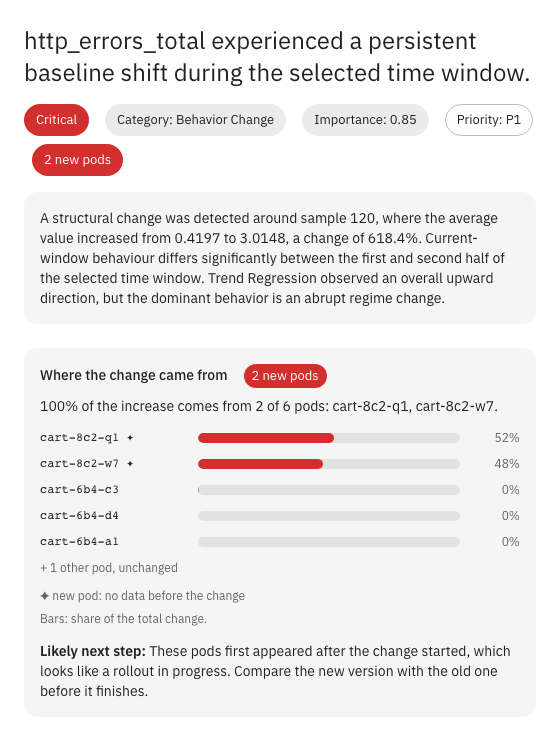 http_errors_total experienced a persistent
baseline shift during the selected time window.
Critical
Category: Behavior Change
Importance: 0.85
Priority: P1
2 new pods
A structural change was detected around sample 120, where the average
value increased from 0.4197 to 3.0148, a change of 618.4%. Current-
window behaviour differs significantly between the first and second half of
the selected time window. Trend Regression observed an overall upward
direction, but the dominant behavior is an abrupt regime change.
Where the change came from
2 new pods
100% of the increase comes from 2 of 6 pods: cart-8c2-q1, cart-8c2-w7.
cart-8c2-q1 ✦ 52%
cart-8c2-w7 ✦ 48%
cart-6b4-c3 0%
cart-6b4-d4 0%
cart-6b4-a1 0%
+ 1 other pod, unchanged
✦ new pod: no data before the change
Bars: share of the total change.
Likely next step: These pods first appeared after the change started, which
looks like a rollout in progress. Compare the new version with the old one
before it finishes.